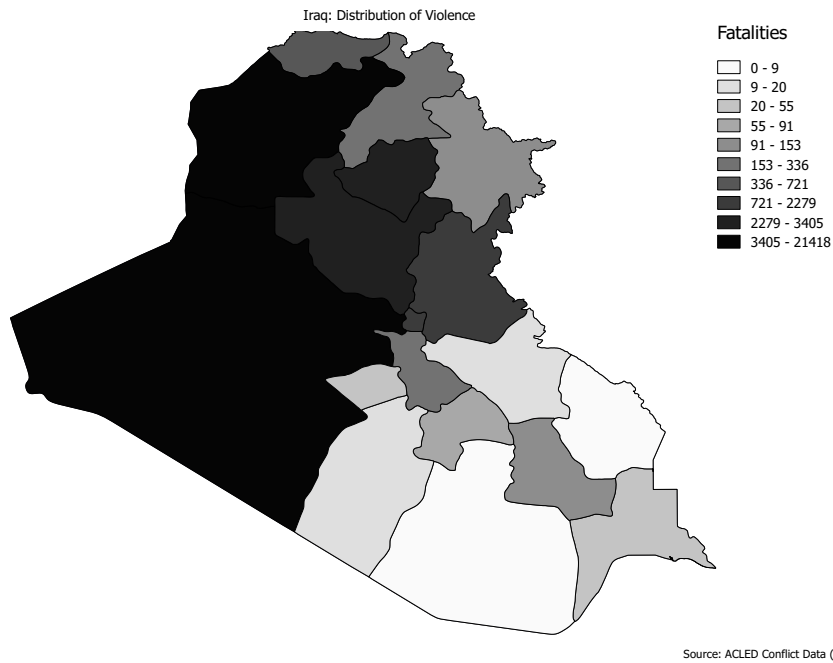 Iraq: Distribution of Violence
Fatalities
0 - 9
9 - 20
20 - 55
55 - 91
91 - 153
153 - 336
336 - 721
721 - 2279
2279 - 3405
3405 - 21418
Source: ACLED Conflict Data (